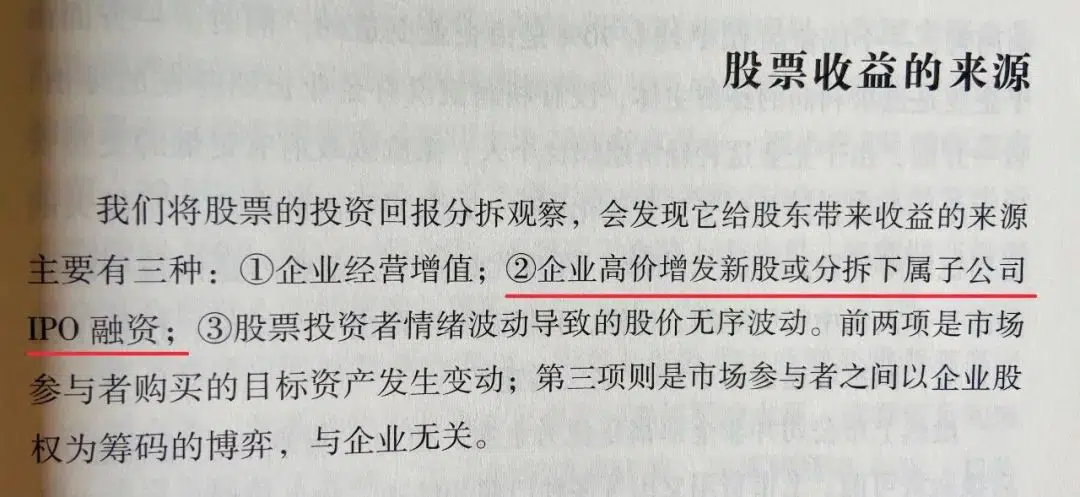 股票收益的来源
我们将股票的投资回报分拆观察，会发现它给股东带来收益的来源
主要有三种：①企业经营增值；②企业高价增发新股或分拆下属子公司
IPO 融资；③股票投资者情绪波动导致的股价无序波动。前两项是市场
参与者购买的目标资产发生变动；第三项则是市场参与者之间以企业股
权为筹码的博弈，与企业无关。